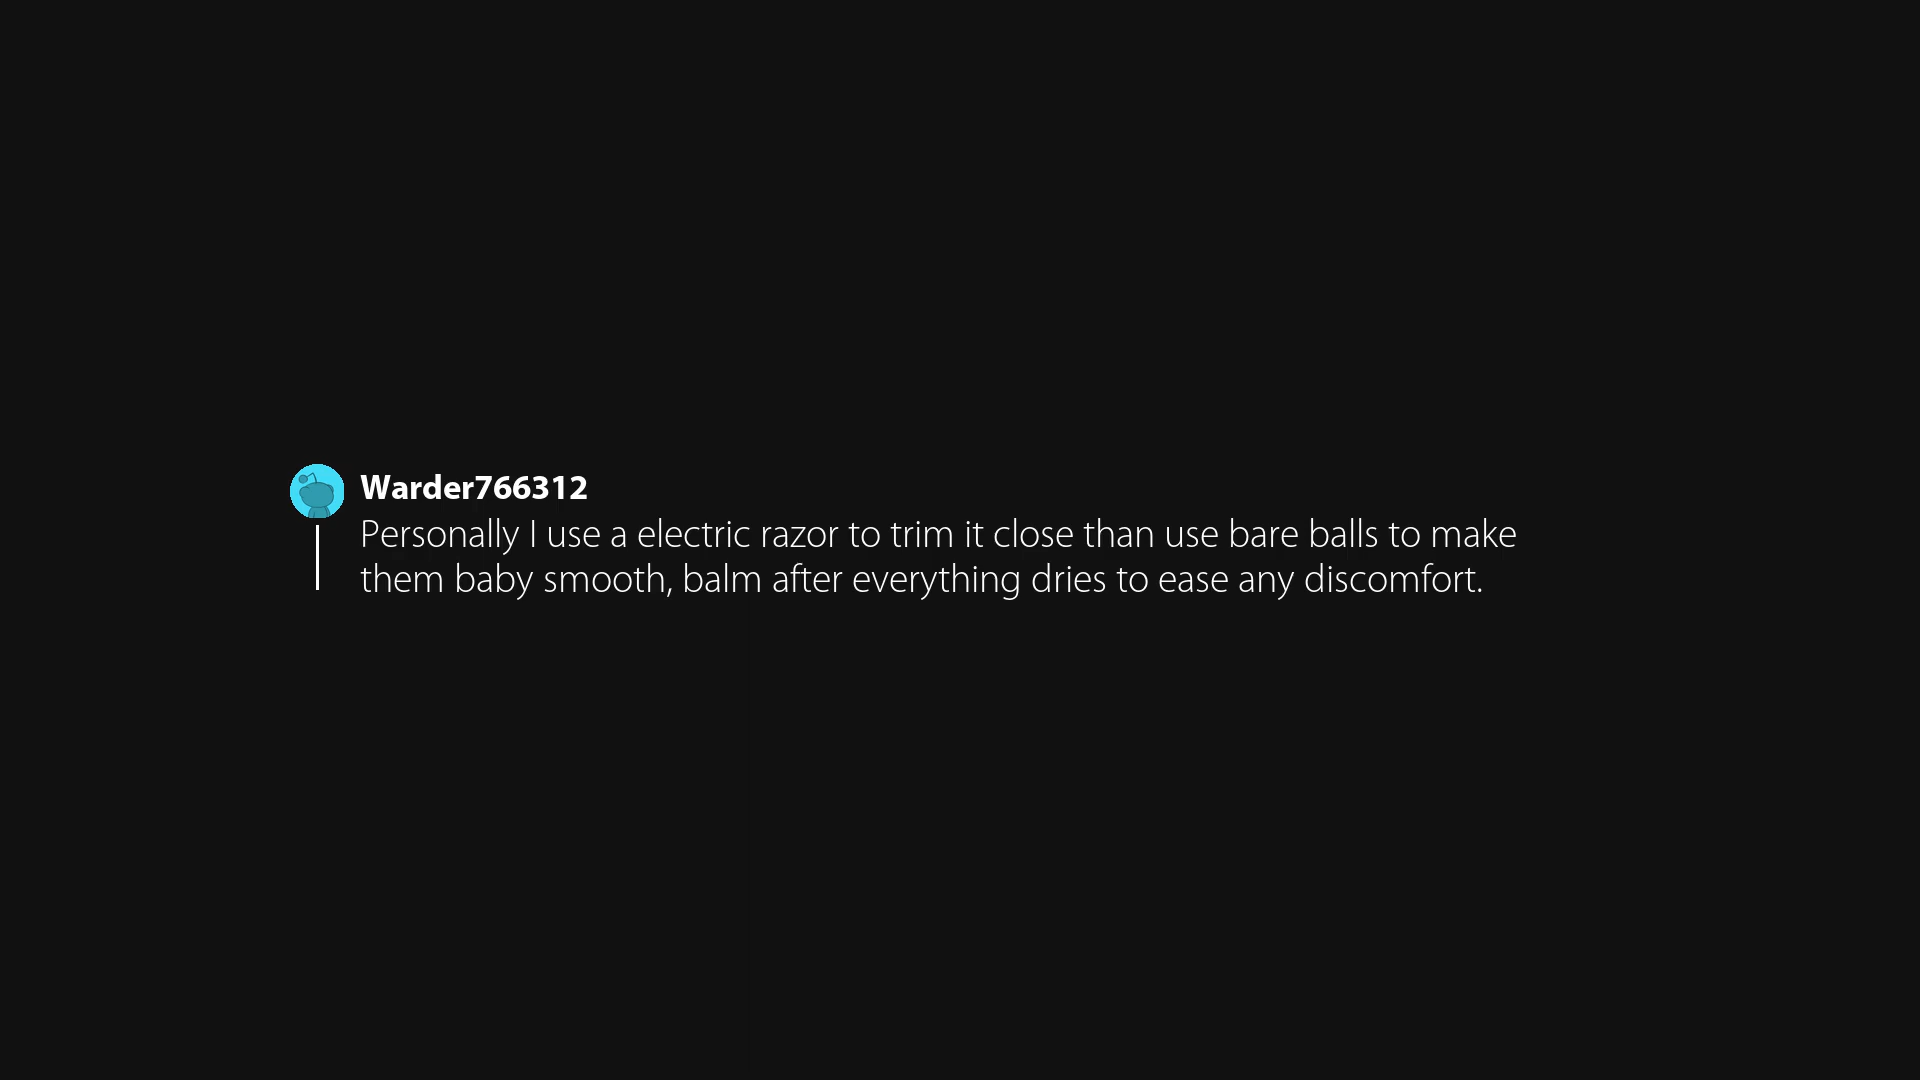 Warder766312
Personally I use a electric razor to trim it close than use bare balls to make
them baby smooth, balm after everything dries to ease any discomfort.